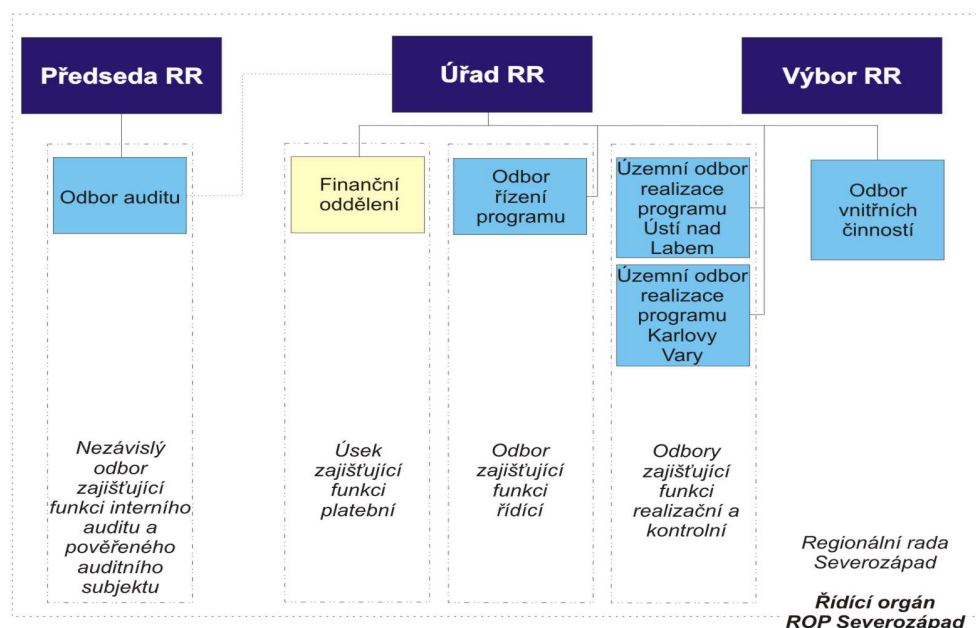 Předseda RR
Úřad RR
Výbor RR
Odbor auditu
Finanční
oddělení
Odbor
řízení
programu
Územní odbor
realizace
programu
Ústí nad
Labem
Odbor
vnitřních
činností
Územní odbor
realizace
programu
Karlovy
Vary
Nezávislý
odbor
zajišťující
funkci interního
auditu a
pověřeného
auditního
subjektu
Úsek
zajišťující
funkci
platební
Odbor
zajišťující
funkci
řídící
Odbory
zajišťující
funkci
realizační a
kontrolní
Regionální rada
Severozápad
Řídící orgán
ROP Severozápad